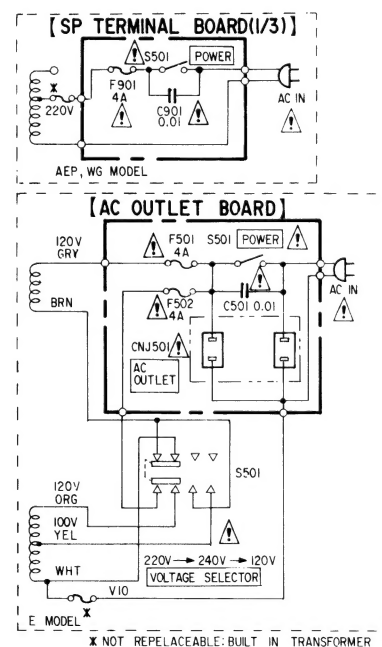 【SP TERMINAL BOARD(1/3)】
S501
POWER
F901
4A
C901
0.01
AC IN
※
220V
AEP, WG MODEL
【AC OUTLET BOARD】
120V
GRY
F501
4A
S501
POWER
AC IN
BRN
F502
4A
C501 0.01
CNJ501
AC
OUTLET
S501
120V
ORG
100V
YEL
WHT
220V → 240V → 120V
VOLTAGE SELECTOR
V10
※
E MODEL
※ NOT REPELACEABLE: BUILT IN TRANSFORMER